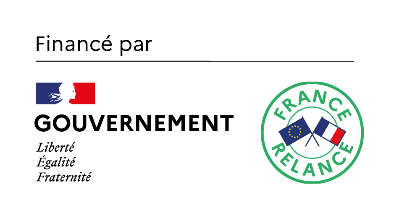 Financé par
GOUVERNEMENT
Liberté
Égalité
Fraternité
FRANCE
RELANCE